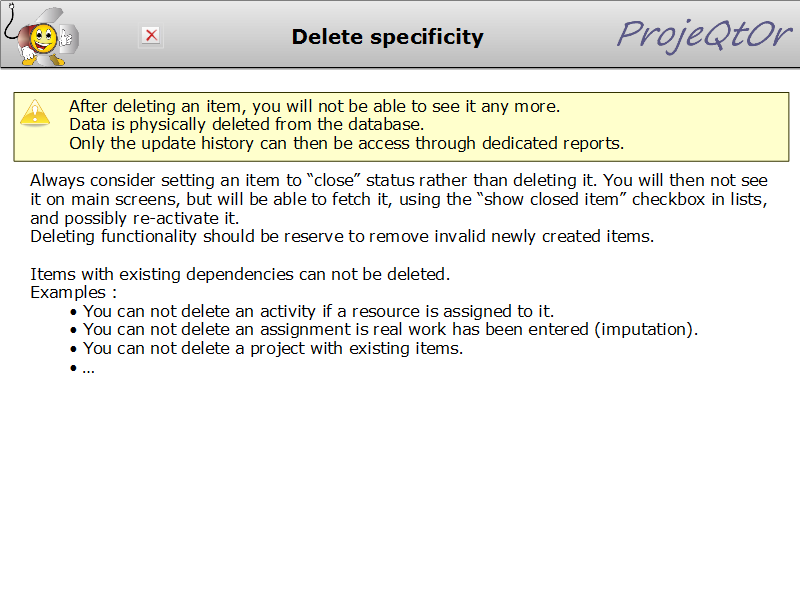 Delete specificity
ProjeQtOr
After deleting an item, you will not be able to see it any more.
Data is physically deleted from the database.
Only the update history can then be access through dedicated reports.
Always consider setting an item to “close” status rather than deleting it. You will then not see
it on main screens, but will be able to fetch it, using the “show closed item” checkbox in lists,
and possibly re-activate it.
Deleting functionality should be reserve to remove invalid newly created items.
Items with existing dependencies can not be deleted.
Examples :
• You can not delete an activity if a resource is assigned to it.
• You can not delete an assignment is real work has been entered (imputation).
• You can not delete a project with existing items.
• …